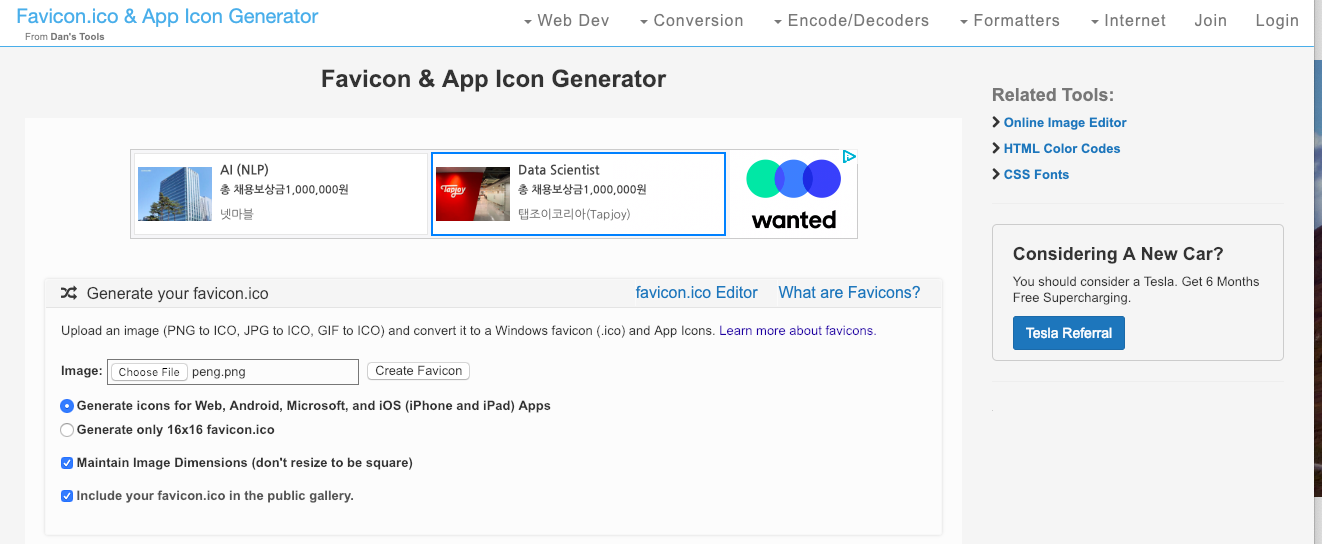 Favicon.ico & App Icon Generator
From Dan's Tools
Web Dev Conversion Encode/Decoders Formatters Internet Join Login
Favicon & App Icon Generator
AI (NLP)
총 채용보상금1,000,000원
넷마블
Tapjoy
Data Scientist
총 채용보상금1,000,000원
탭조이코리아(Tapjoy)
wanted
Generate your favicon.ico
favicon.ico Editor What are Favicons?
Upload an image (PNG to ICO, JPG to ICO, GIF to ICO) and convert it to a Windows favicon (.ico) and App Icons. Learn more about favicons.
Image: Choose File peng.png Create Favicon
Generate icons for Web, Android, Microsoft, and iOS (iPhone and iPad) Apps
Generate only 16x16 favicon.ico
Maintain Image Dimensions (don't resize to be square)
Include your favicon.ico in the public gallery.
Related Tools:
Online Image Editor
HTML Color Codes
CSS Fonts
Considering A New Car?
You should consider a Tesla. Get 6 Months
Free Supercharging.
Tesla Referral